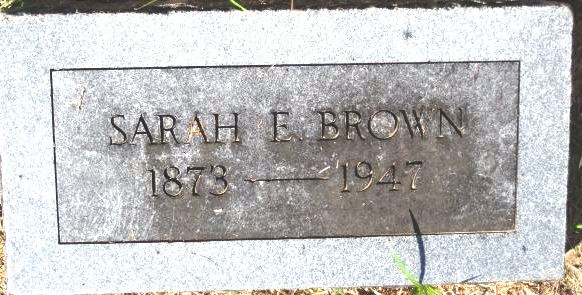 SARAH E. BROWN
1873 — 1947